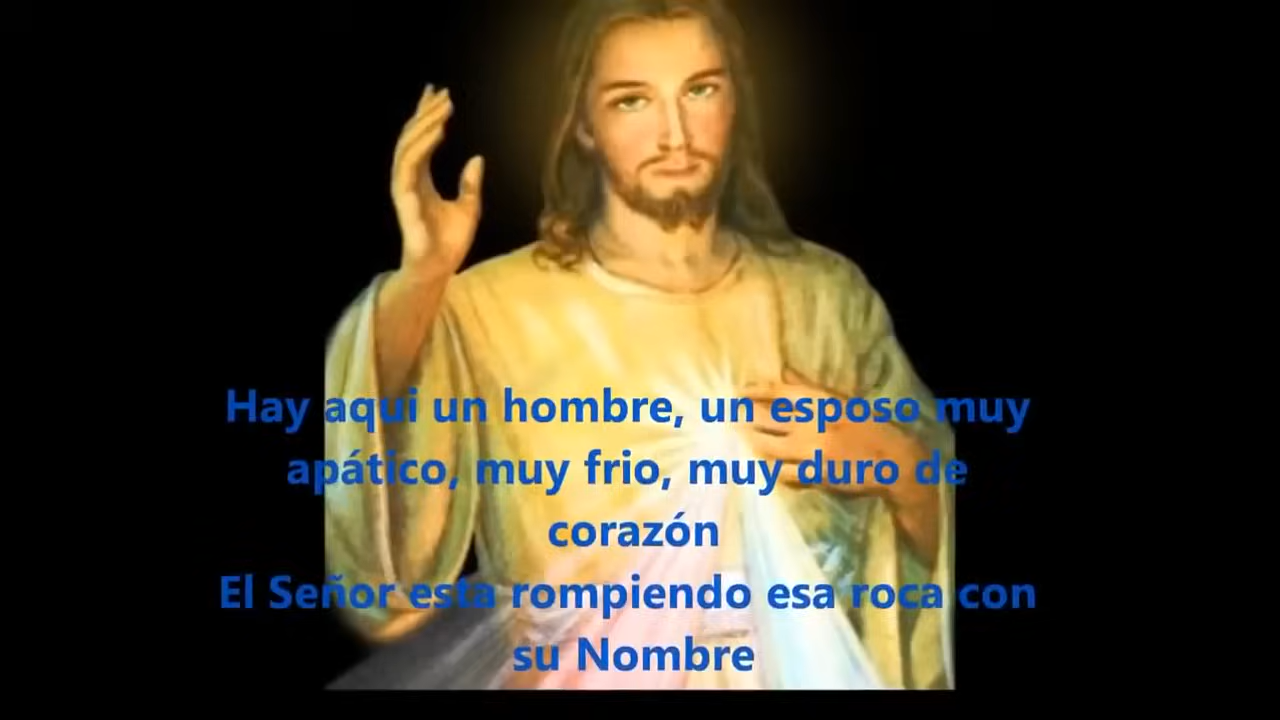 Hay aqui un hombre, un esposo muy
apático, muy frio, muy duro de
corazón
El Señor esta rompiendo esa roca con
su Nombre